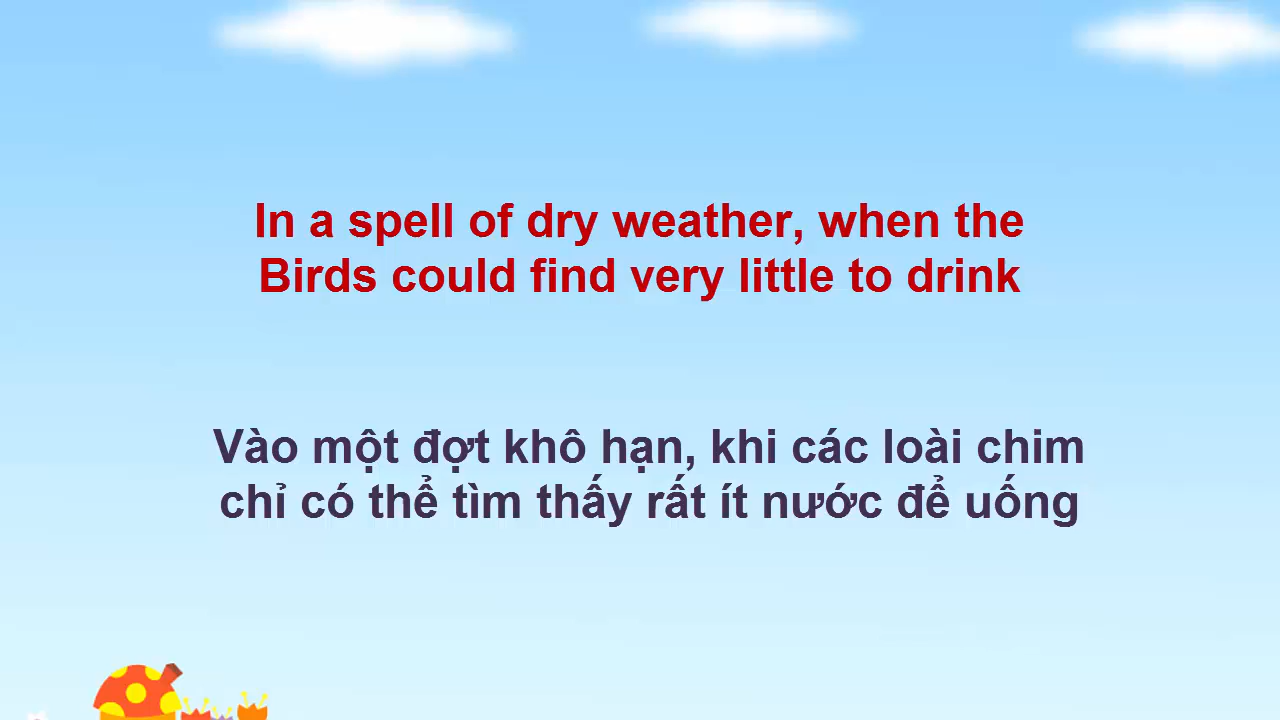 In a spell of dry weather, when the
Birds could find very little to drink
Vào một đợt khô hạn, khi các loài chim
chỉ có thể tìm thấy rất ít nước để uống